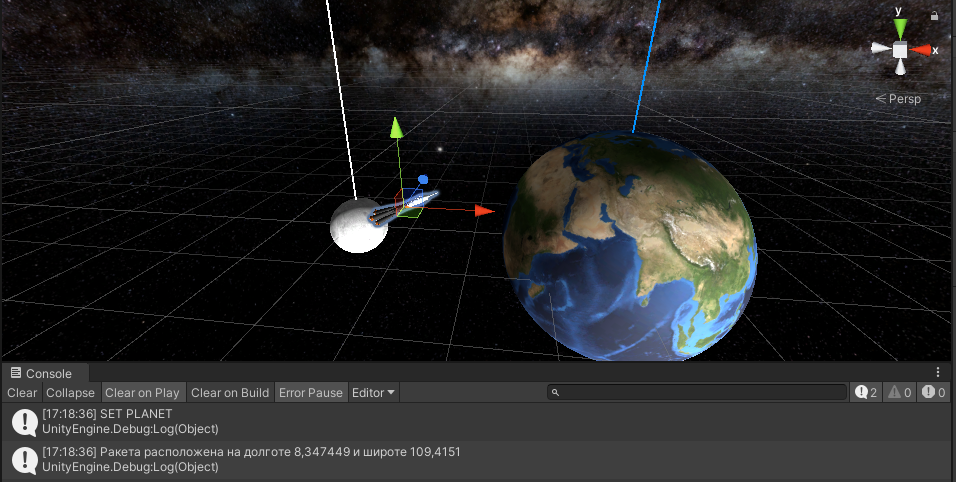 y
x
Persp
Console
Clear Collapse Clear on Play Clear on Build Error Pause Editor 2 0 0
[17:18:36] SET PLANET
UnityEngine.Debug:Log(Object)
[17:18:36] Ракета расположена на долготе 8,347449 и широте 109,4151
UnityEngine.Debug:Log(Object)